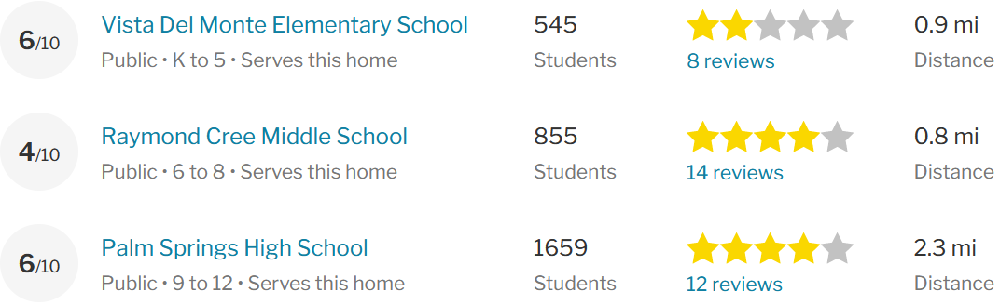 6/10 Vista Del Monte Elementary School 545 0.9 mi
Public • K to 5 • Serves this home Students 8 reviews Distance
4/10 Raymond Cree Middle School 855 0.8 mi
Public • 6 to 8 • Serves this home Students 14 reviews Distance
6/10 Palm Springs High School 1659 2.3 mi
Public • 9 to 12 • Serves this home Students 12 reviews Distance